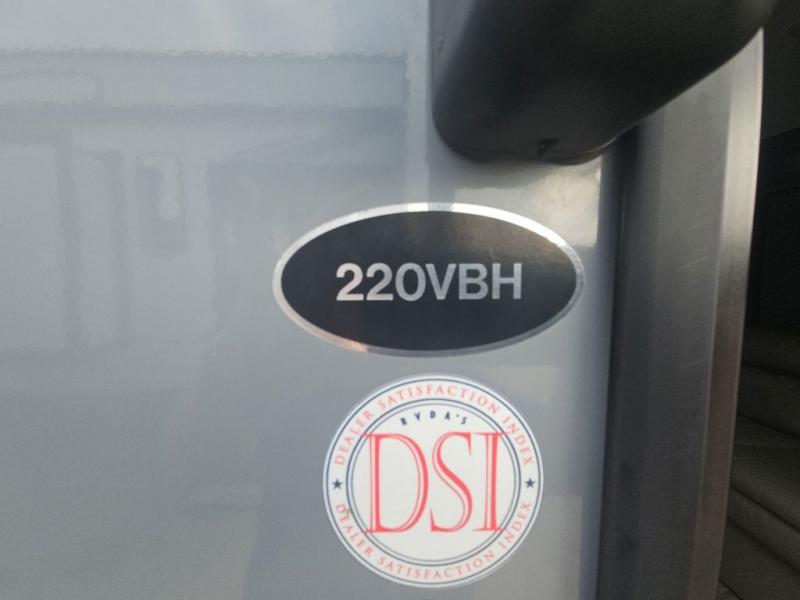 220VBH
DEALER SATISFACTION INDEX
RVDA'S
DSI
DEALER SATISFACTION INDEX